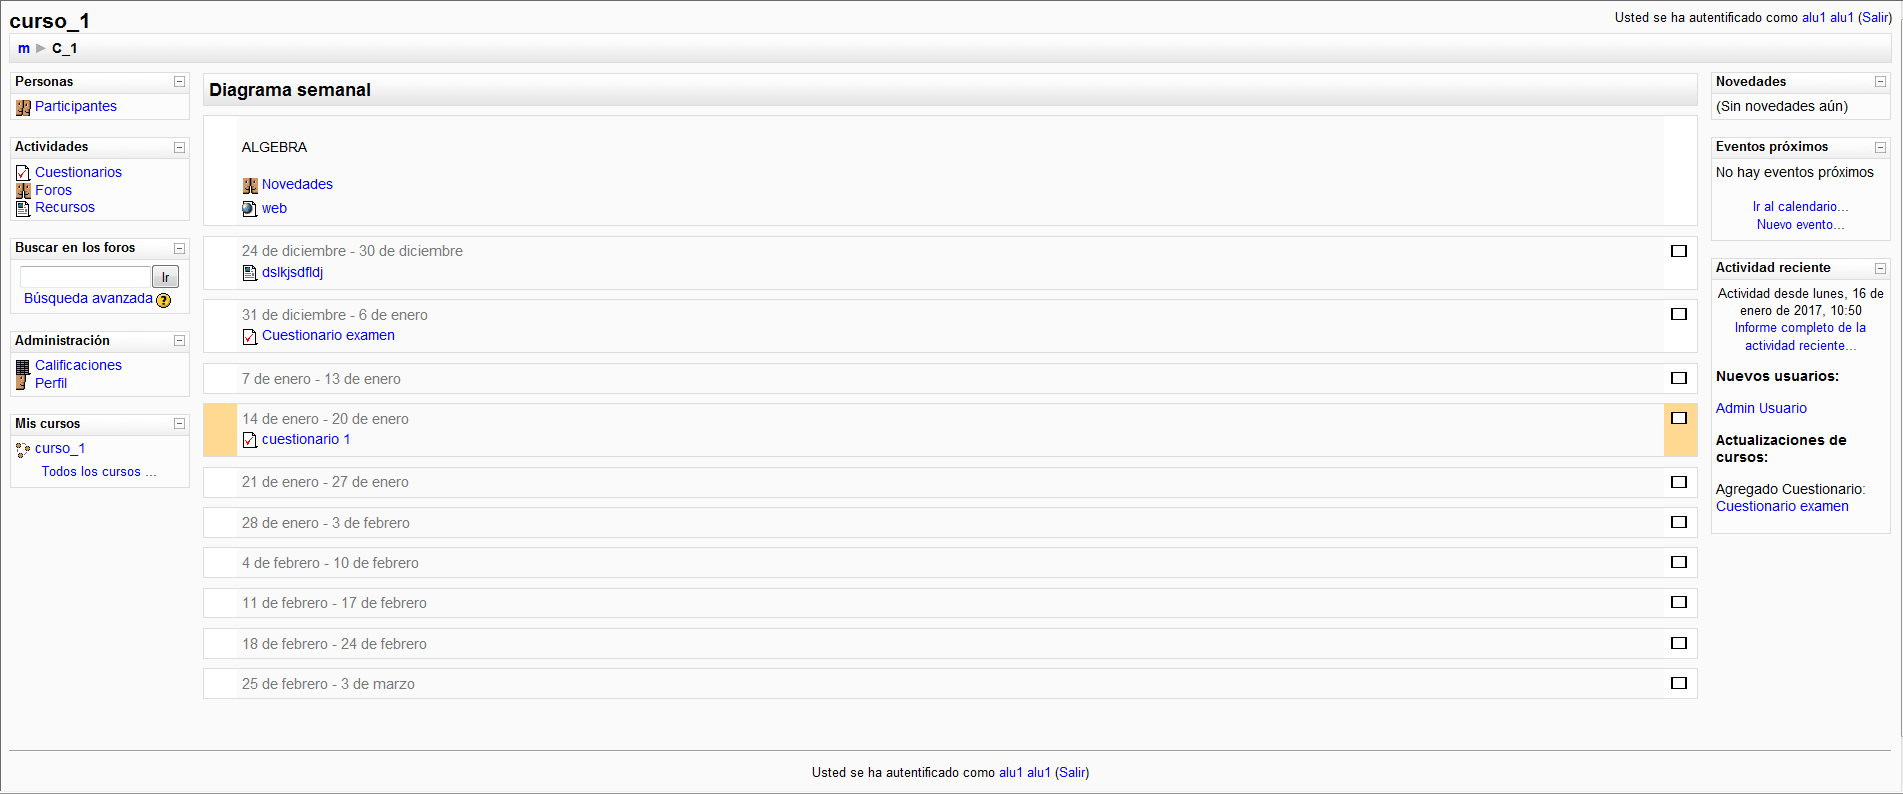 curso_1
Usted se ha autentificado como alu1 alu1 (Salir)
m ► C_1
Personas
Participantes
Actividades
Cuestionarios
Foros
Recursos
Buscar en los foros
Ir
Búsqueda avanzada ?
Administración
Calificaciones
Perfil
Mis cursos
curso_1
Todos los cursos ...
Diagrama semanal
ALGEBRA
Novedades
web
24 de diciembre - 30 de diciembre
dslkjsdfldj
31 de diciembre - 6 de enero
Cuestionario examen
7 de enero - 13 de enero
14 de enero - 20 de enero
cuestionario 1
21 de enero - 27 de enero
28 de enero - 3 de febrero
4 de febrero - 10 de febrero
11 de febrero - 17 de febrero
18 de febrero - 24 de febrero
25 de febrero - 3 de marzo
Novedades
(Sin novedades aún)
Eventos próximos
No hay eventos próximos
Ir al calendario...
Nuevo evento...
Actividad reciente
Actividad desde lunes, 16 de
enero de 2017, 10:50
Informe completo de la
actividad reciente...
Nuevos usuarios:
Admin Usuario
Actualizaciones de
cursos:
Agregado Cuestionario:
Cuestionario examen
Usted se ha autentificado como alu1 alu1 (Salir)